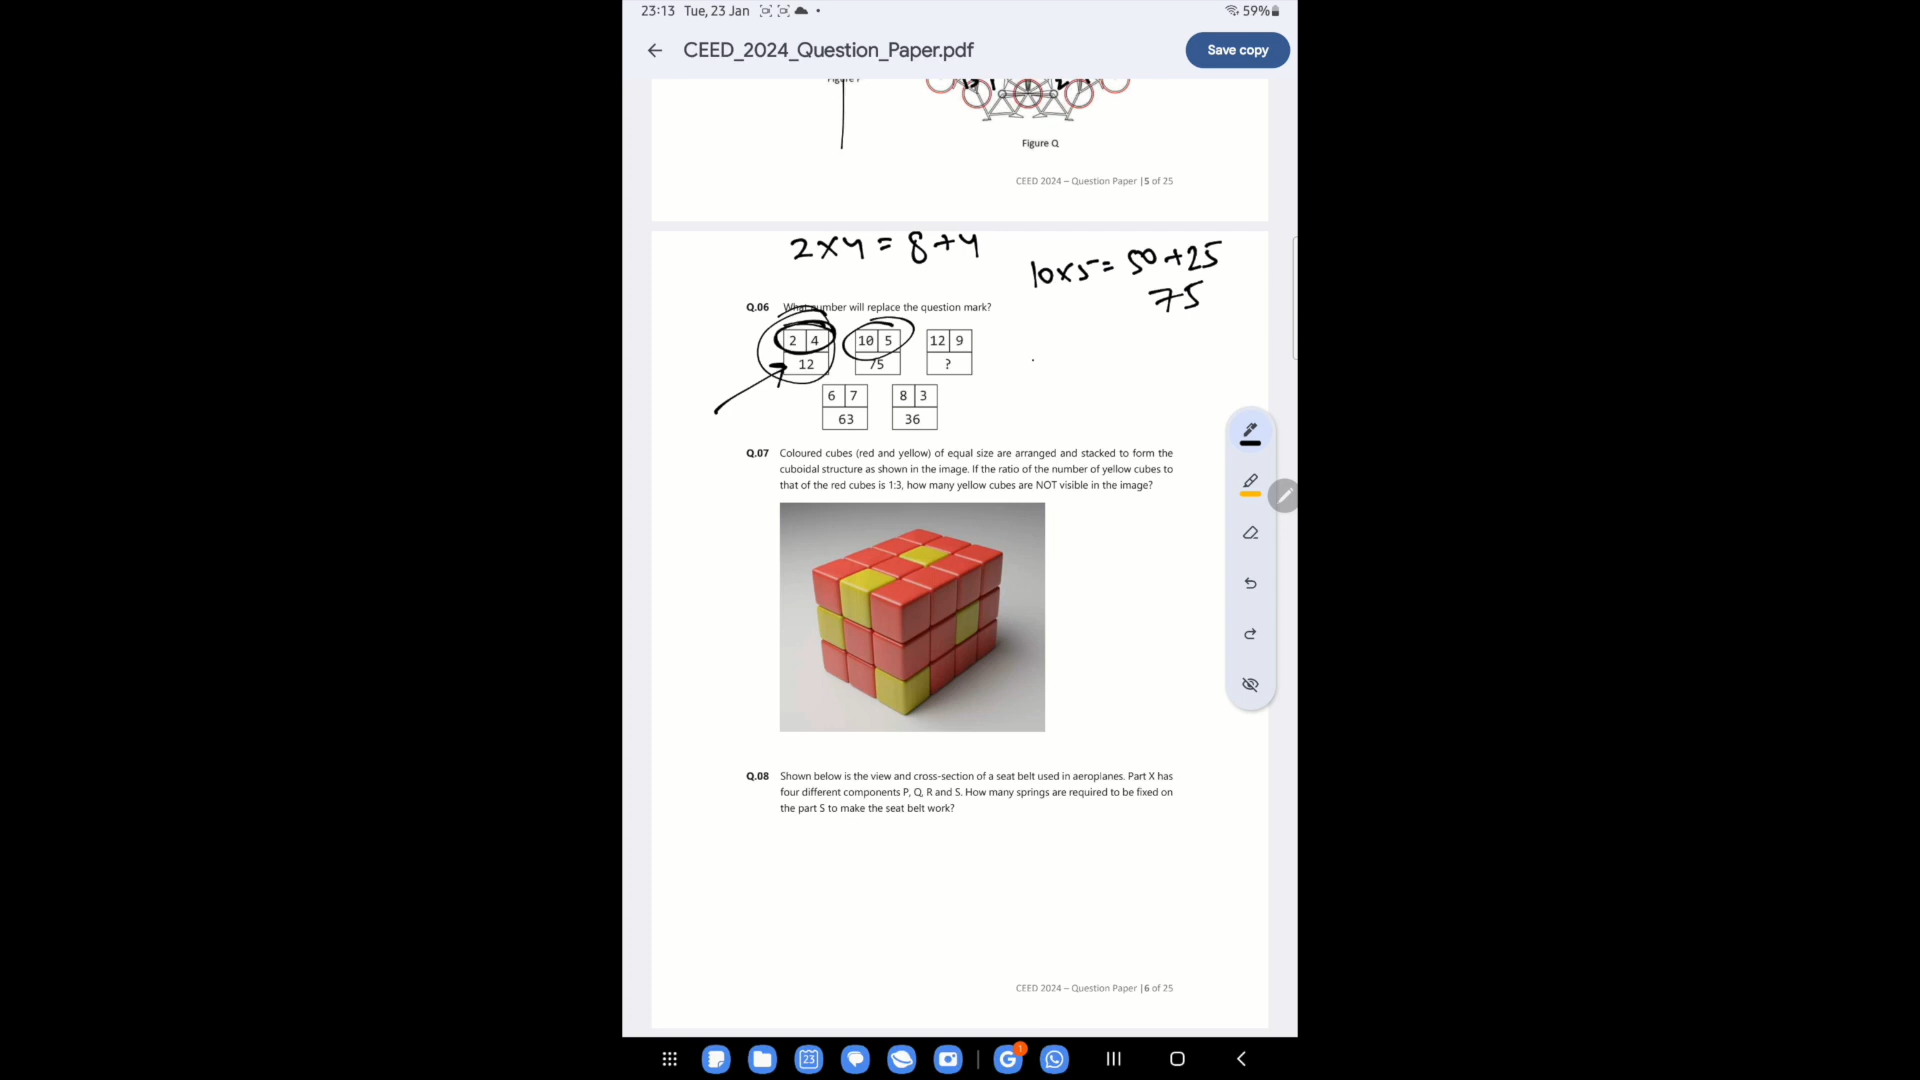 23:13 Tue, 23 Jan
59%
CEED_2024_Question_Paper.pdf
Save copy
Figure Q
CEED 2024 – Question Paper |5 of 25
2 x 4 = 8 + 4
10 x 5 = 50 + 25
75
Q.06 What number will replace the question mark?
2 4 10 5 12 9
12 75 ?
6 7 8 3
63 36
Q.07 Coloured cubes (red and yellow) of equal size are arranged and stacked to form the
cuboidal structure as shown in the image. If the ratio of the number of yellow cubes to
that of the red cubes is 1:3, how many yellow cubes are NOT visible in the image?
Q.08 Shown below is the view and cross-section of a seat belt used in aeroplanes. Part X has
four different components P, Q, R and S. How many springs are required to be fixed on
the part S to make the seat belt work?
CEED 2024 – Question Paper |6 of 25
23
G
1